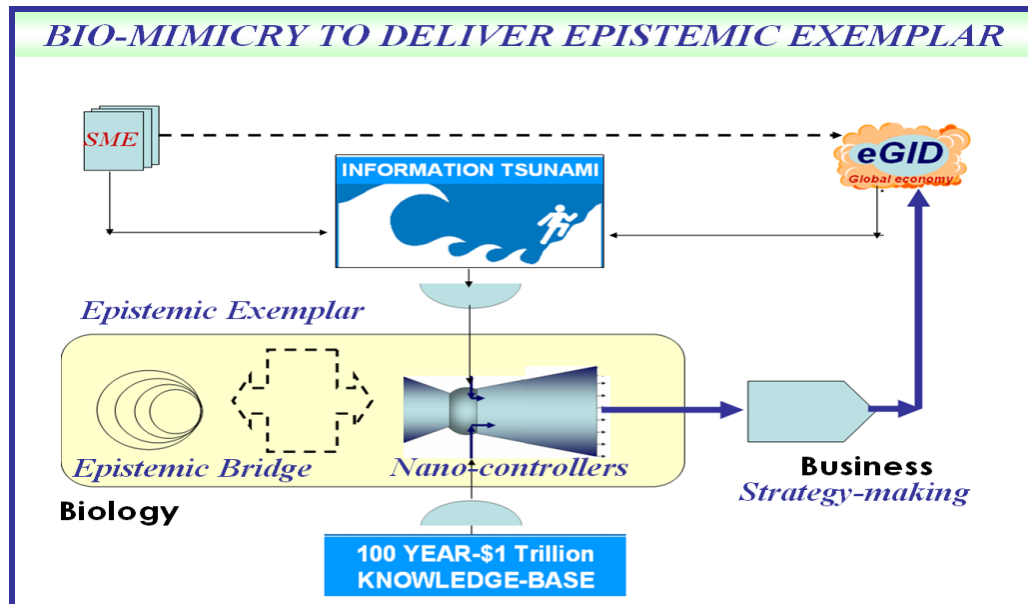 BIO-MIMICRY TO DELIVER EPISTEMIC EXEMPLAR
SME
eGID
Global economy
INFORMATION TSUNAMI
Epistemic Exemplar
Epistemic Bridge
Nano-controllers
Biology
Business
Strategy-making
100 YEAR-$1 Trillion
KNOWLEDGE-BASE